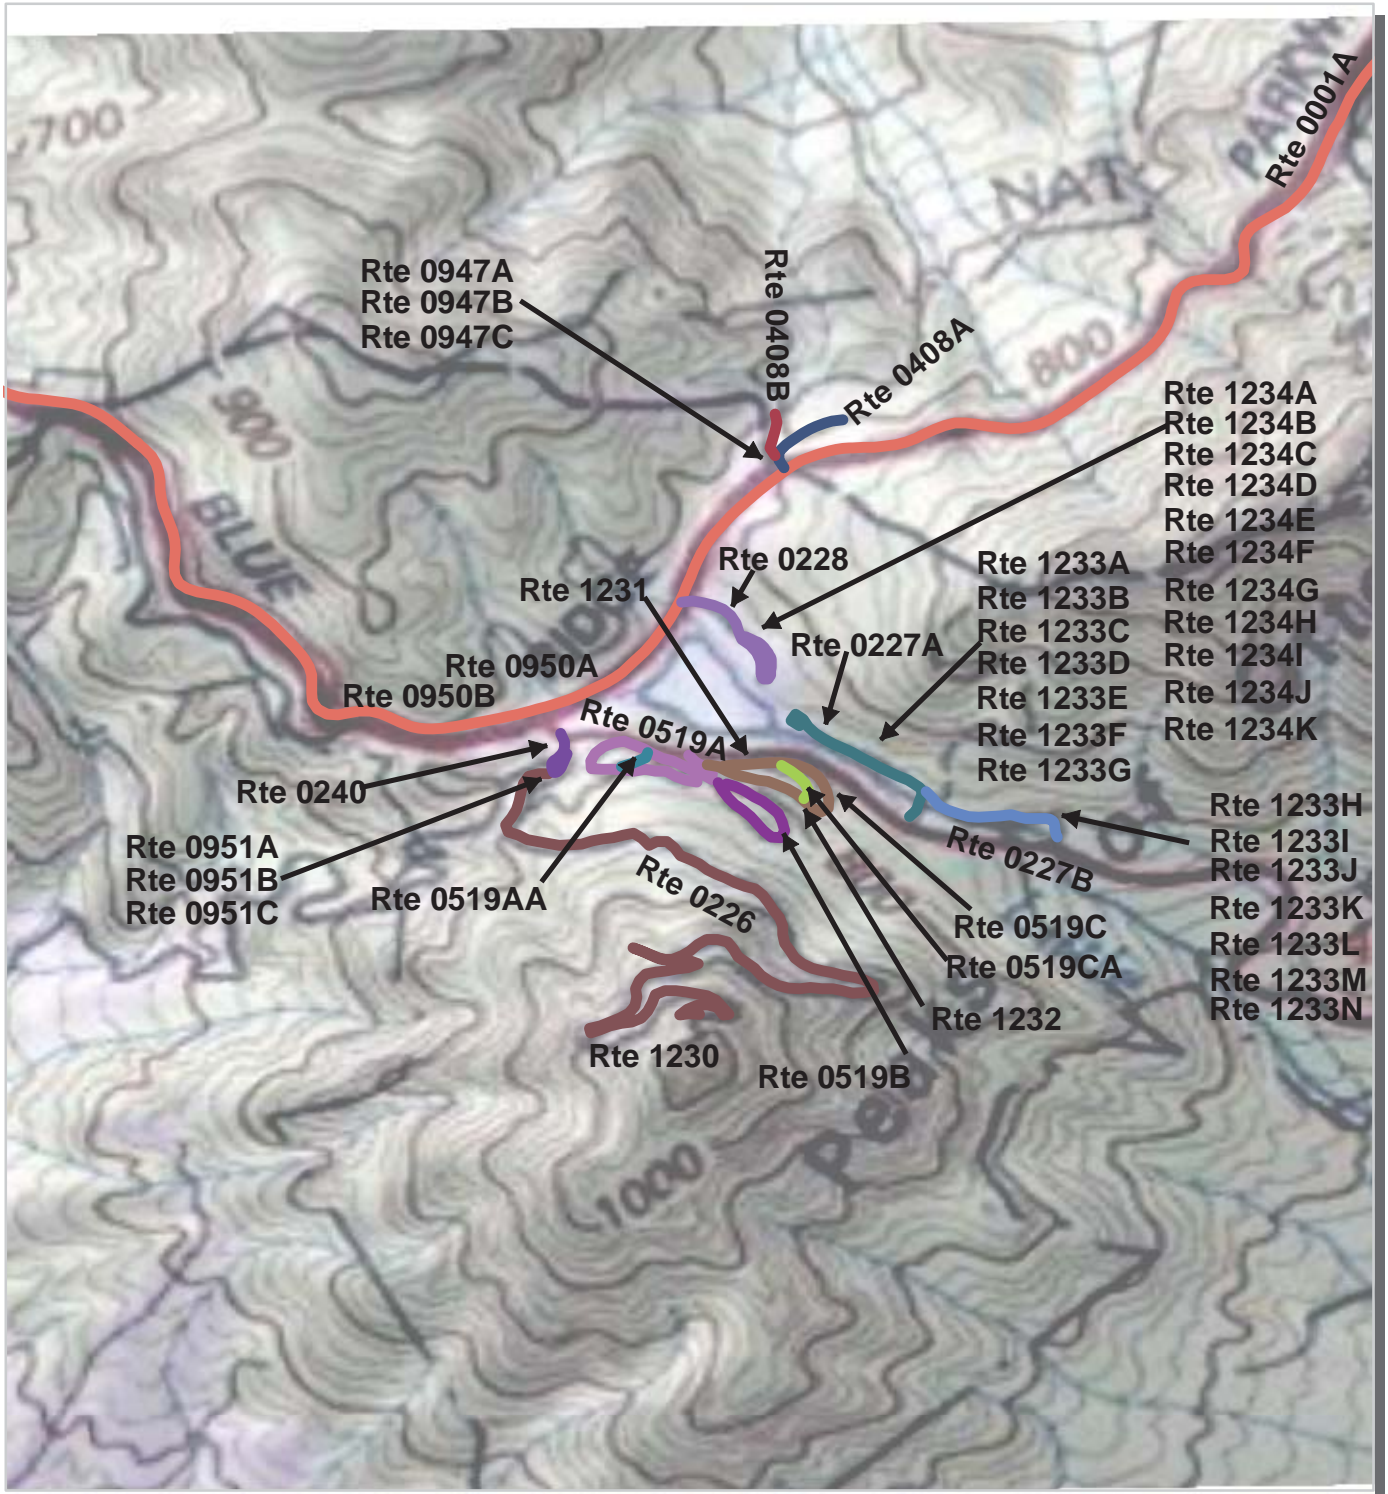 700
PARKW
Rte 0001A
NAT
Rte 0947A
Rte 0947B
Rte 0947C
Rte 0408B
Rte 0408A
800
900
Rte 1234A
Rte 1234B
Rte 1234C
Rte 1234D
Rte 1234E
Rte 1234F
Rte 1234G
Rte 1234H
Rte 1234I
Rte 1234J
Rte 1234K
BLUE
Rte 0228
Rte 1231
Rte 1233A
Rte 1233B
Rte 1233C
Rte 1233D
Rte 1233E
Rte 1233F
Rte 1233G
Rte 0227A
Rte 0950A
Rte 0950B
Rte 0519A
Rte 0240
Rte 1233H
Rte 1233I
Rte 1233J
Rte 1233K
Rte 1233L
Rte 1233M
Rte 1233N
Rte 0951A
Rte 0951B
Rte 0951C
Rte 0519AA
Rte 0226
Rte 0227B
Rte 0519C
Rte 0519CA
Rte 1232
Rte 1230
Rte 0519B
1000